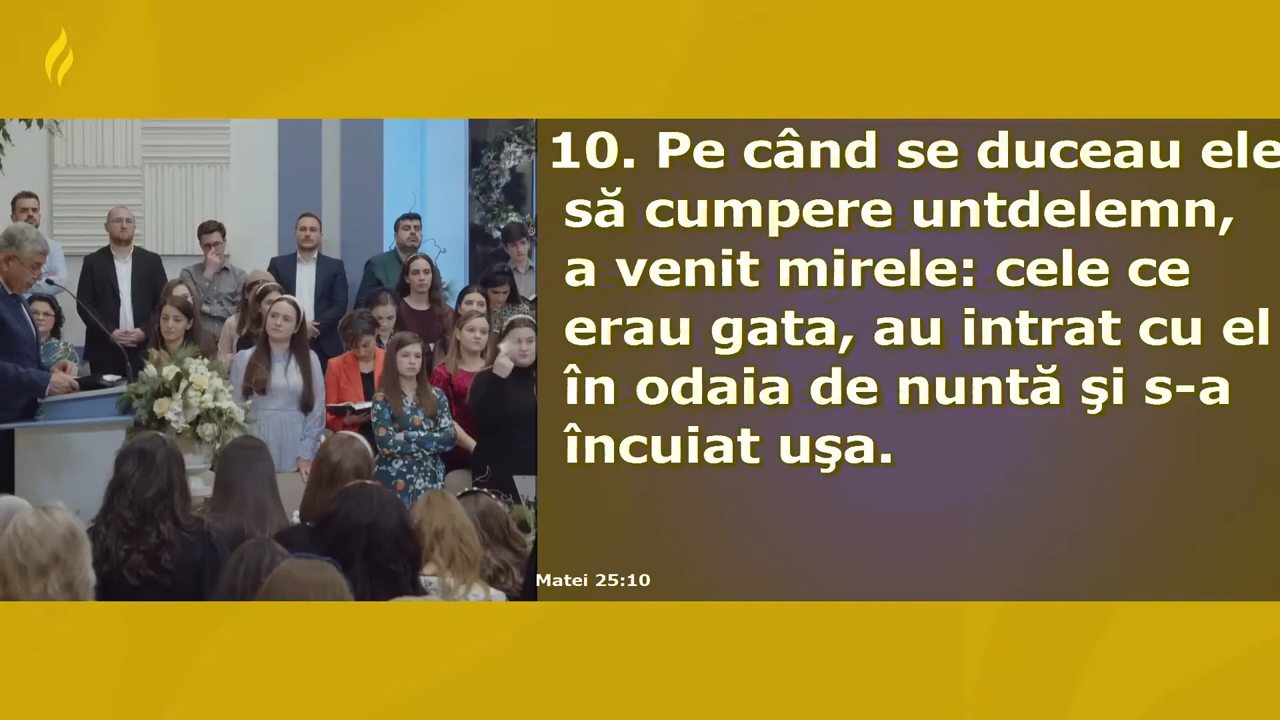 10. Pe când se duceau ele
să cumpere untdelemn,
a venit mirele: cele ce
erau gata, au intrat cu el
în odaia de nuntă şi s-a
încuiat uşa.
Matei 25:10